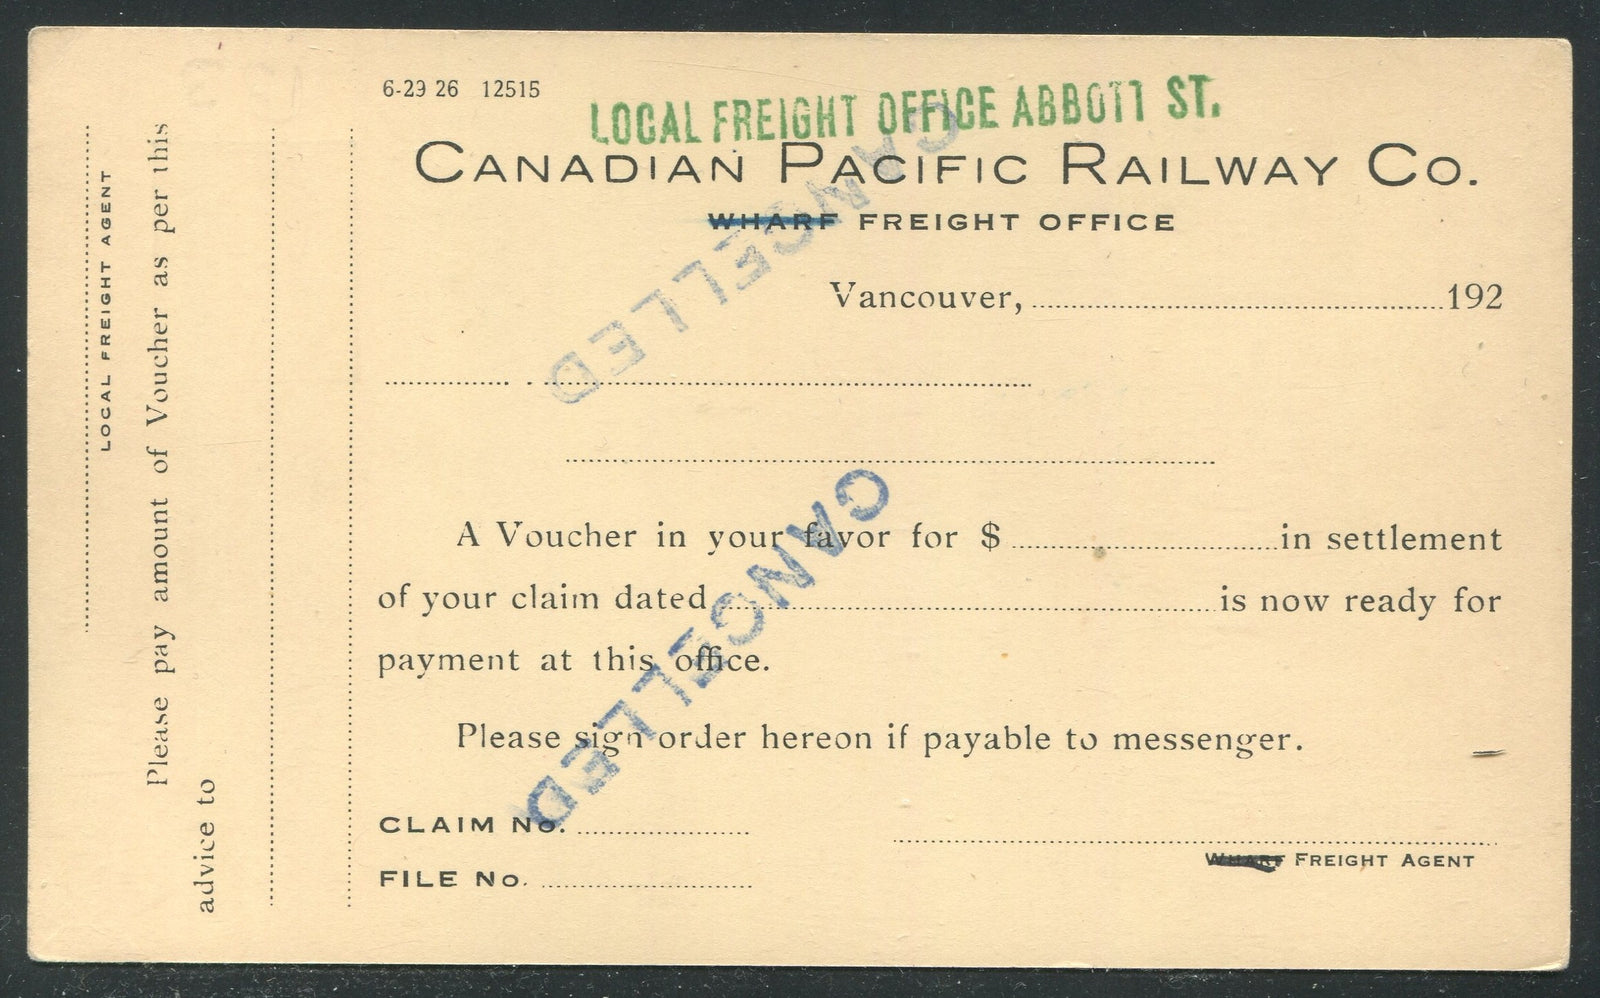 6-29 26 12515
LOCAL FREIGHT OFFICE ABBOTT ST.
CANADIAN PACIFIC RAILWAY CO.
WHARF FREIGHT OFFICE
Vancouver, 192
A Voucher in your favor for $ in settlement
of your claim dated is now ready for
payment at this office.
Please sign order hereon if payable to messenger.
CLAIM No.
FILE No.
WHARF FREIGHT AGENT
CANCELLED
CANCELLED
LOCAL FREIGHT AGENT
Please pay amount of Voucher as per this
advice to